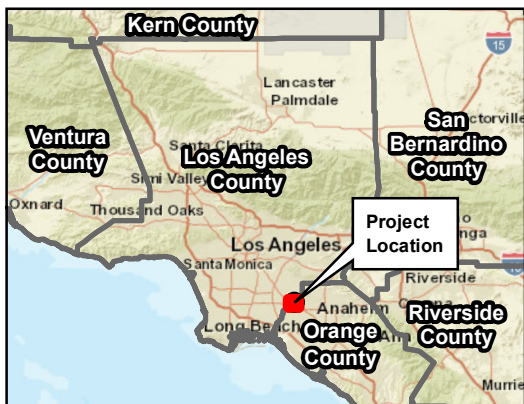 Kern County
15
Lancaster
Palmdale
San
Bernardino
County
Ventura
County
Santa Clarita
Los Angeles
County
Simi Valley
Oxnard
Thousand Oaks
Project
Location
Los Angeles
Santa Monica
Riverside
Anaheim
Long Beach
Orange
County
Riverside
County